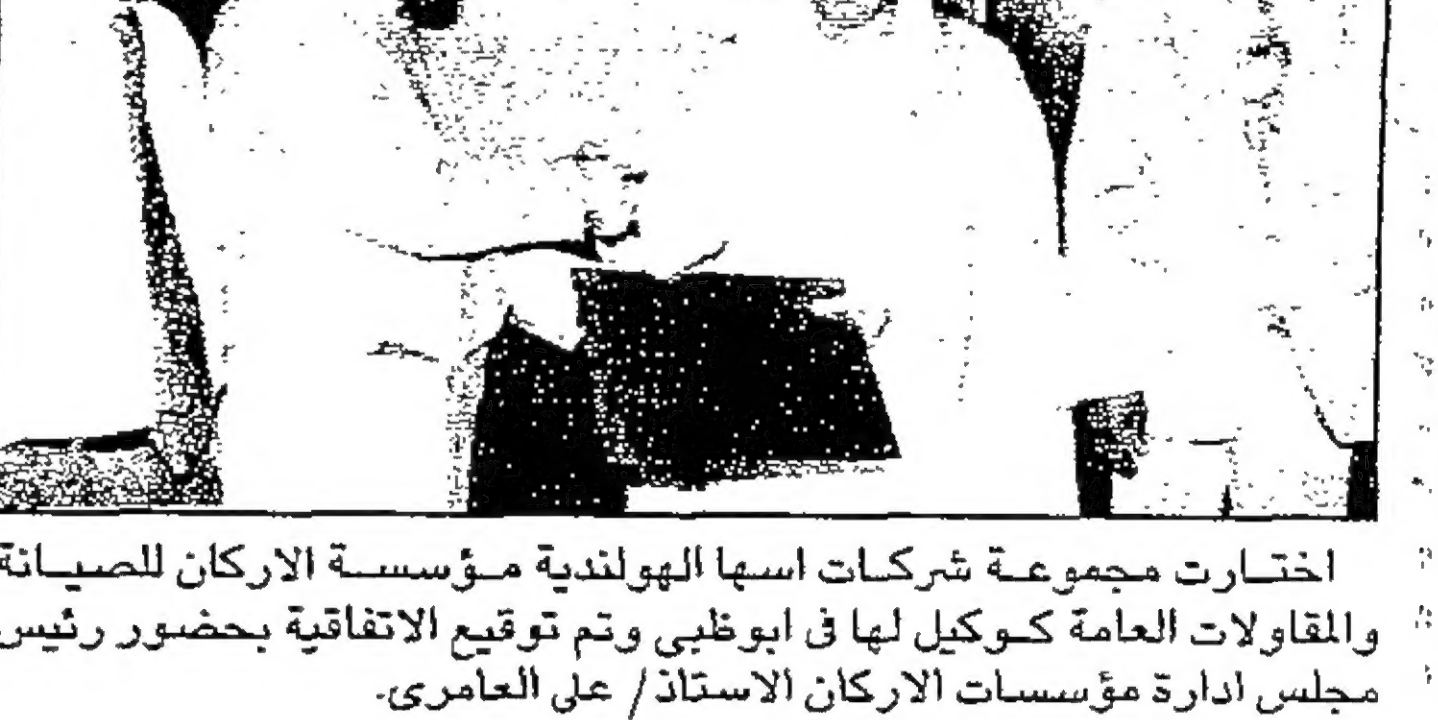 اختارت مجموعة شركات اسها الهولندية مؤسسة الاركان للصيانة
والمقاولات العامة كوكيل لها فى ابوظبى وتم توقيع الاتفاقية بحضور رئيس
مجلس ادارة مؤسسات الاركان الاستاذ / على العامرى.